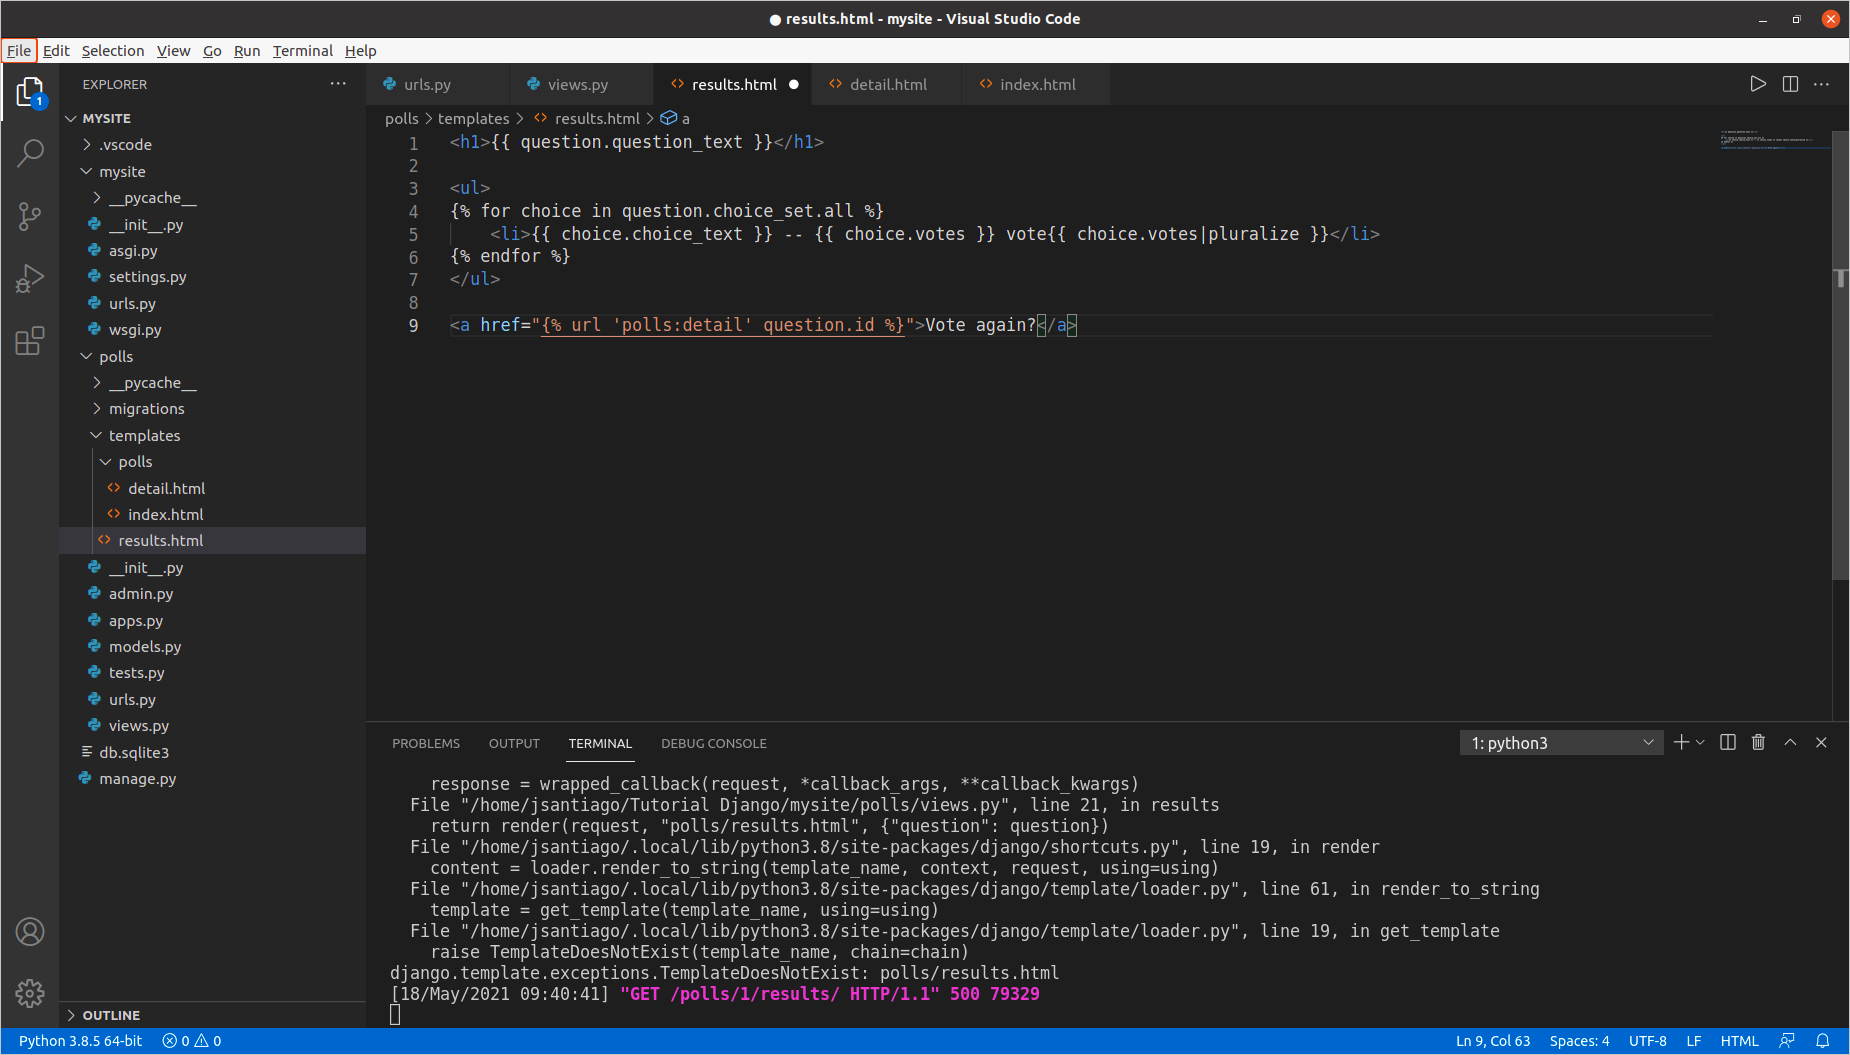 ● results.html - mysite - Visual Studio Code
File Edit Selection View Go Run Terminal Help
1
EXPLORER
MYSITE
.vscode
mysite
__pycache__
__init__.py
asgi.py
settings.py
urls.py
wsgi.py
polls
__pycache__
migrations
templates
polls
detail.html
index.html
results.html
__init__.py
admin.py
apps.py
models.py
tests.py
urls.py
views.py
db.sqlite3
manage.py
OUTLINE
urls.py views.py results.html detail.html index.html
polls > templates > results.html > a
1 <h1>{{ question.question_text }}</h1>
2
3 <ul>
4 {% for choice in question.choice_set.all %}
5 <li>{{ choice.choice_text }} -- {{ choice.votes }} vote{{ choice.votes|pluralize }}</li>
6 {% endfor %}
7 </ul>
8
9 <a href="{% url 'polls:detail' question.id %}">Vote again?</a>
PROBLEMS OUTPUT TERMINAL DEBUG CONSOLE 1: python3
response = wrapped_callback(request, *callback_args, **callback_kwargs)
File "/home/jsantiago/Tutorial Django/mysite/polls/views.py", line 21, in results
return render(request, "polls/results.html", {"question": question})
File "/home/jsantiago/.local/lib/python3.8/site-packages/django/shortcuts.py", line 19, in render
content = loader.render_to_string(template_name, context, request, using=using)
File "/home/jsantiago/.local/lib/python3.8/site-packages/django/template/loader.py", line 61, in render_to_string
template = get_template(template_name, using=using)
File "/home/jsantiago/.local/lib/python3.8/site-packages/django/template/loader.py", line 19, in get_template
raise TemplateDoesNotExist(template_name, chain=chain)
django.template.exceptions.TemplateDoesNotExist: polls/results.html
[18/May/2021 09:40:41] "GET /polls/1/results/ HTTP/1.1" 500 79329
Python 3.8.5 64-bit 0 0 Ln 9, Col 63 Spaces: 4 UTF-8 LF HTML